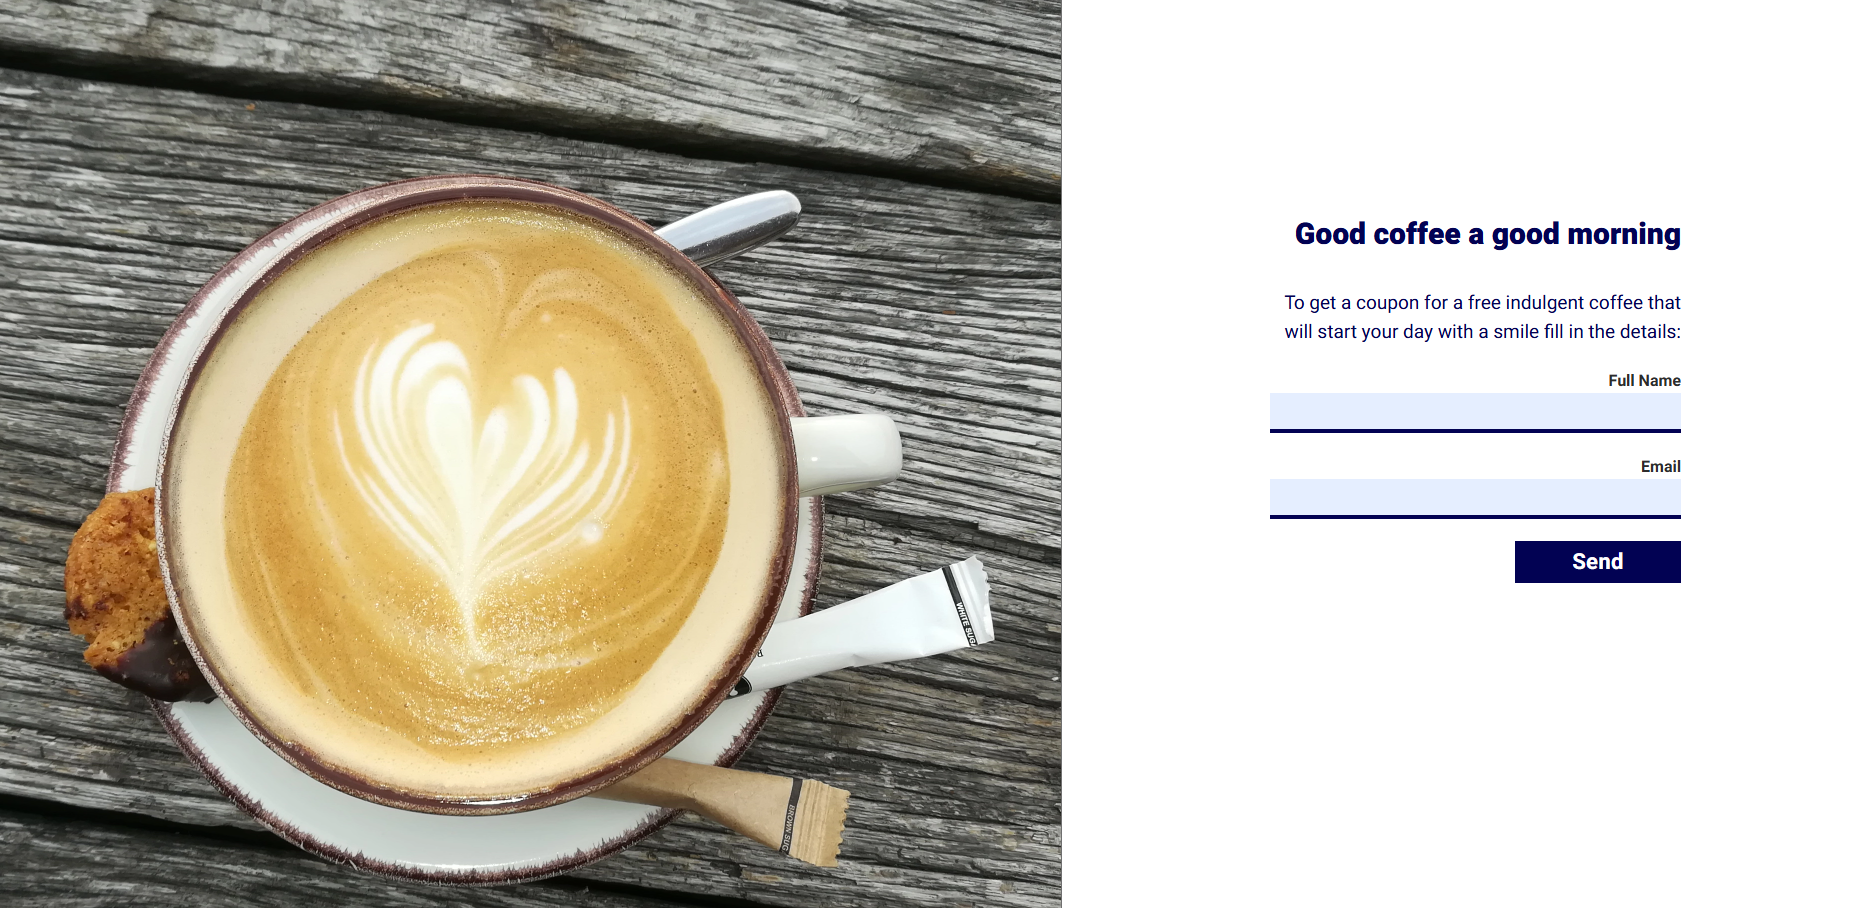 Good coffee a good morning
To get a coupon for a free indulgent coffee that
will start your day with a smile fill in the details:
Full Name
Email
Send
WHITE SUG
BROWN SUG